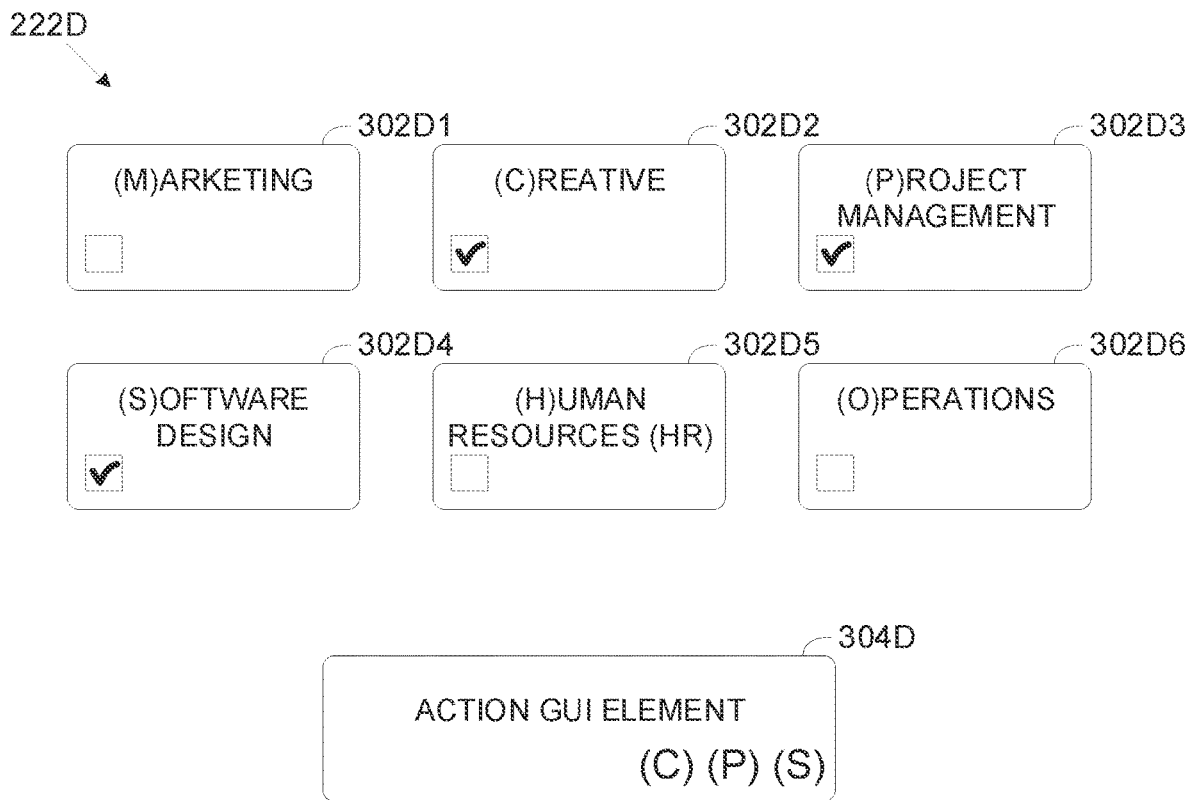 222D
302D1
302D2
302D3
(M)ARKETING
(C)REATIVE
(P)ROJECT
MANAGEMENT
302D4
302D5
302D6
(S)OFTWARE
DESIGN
(H)UMAN
RESOURCES (HR)
(O)PERATIONS
304D
ACTION GUI ELEMENT
(C) (P) (S)